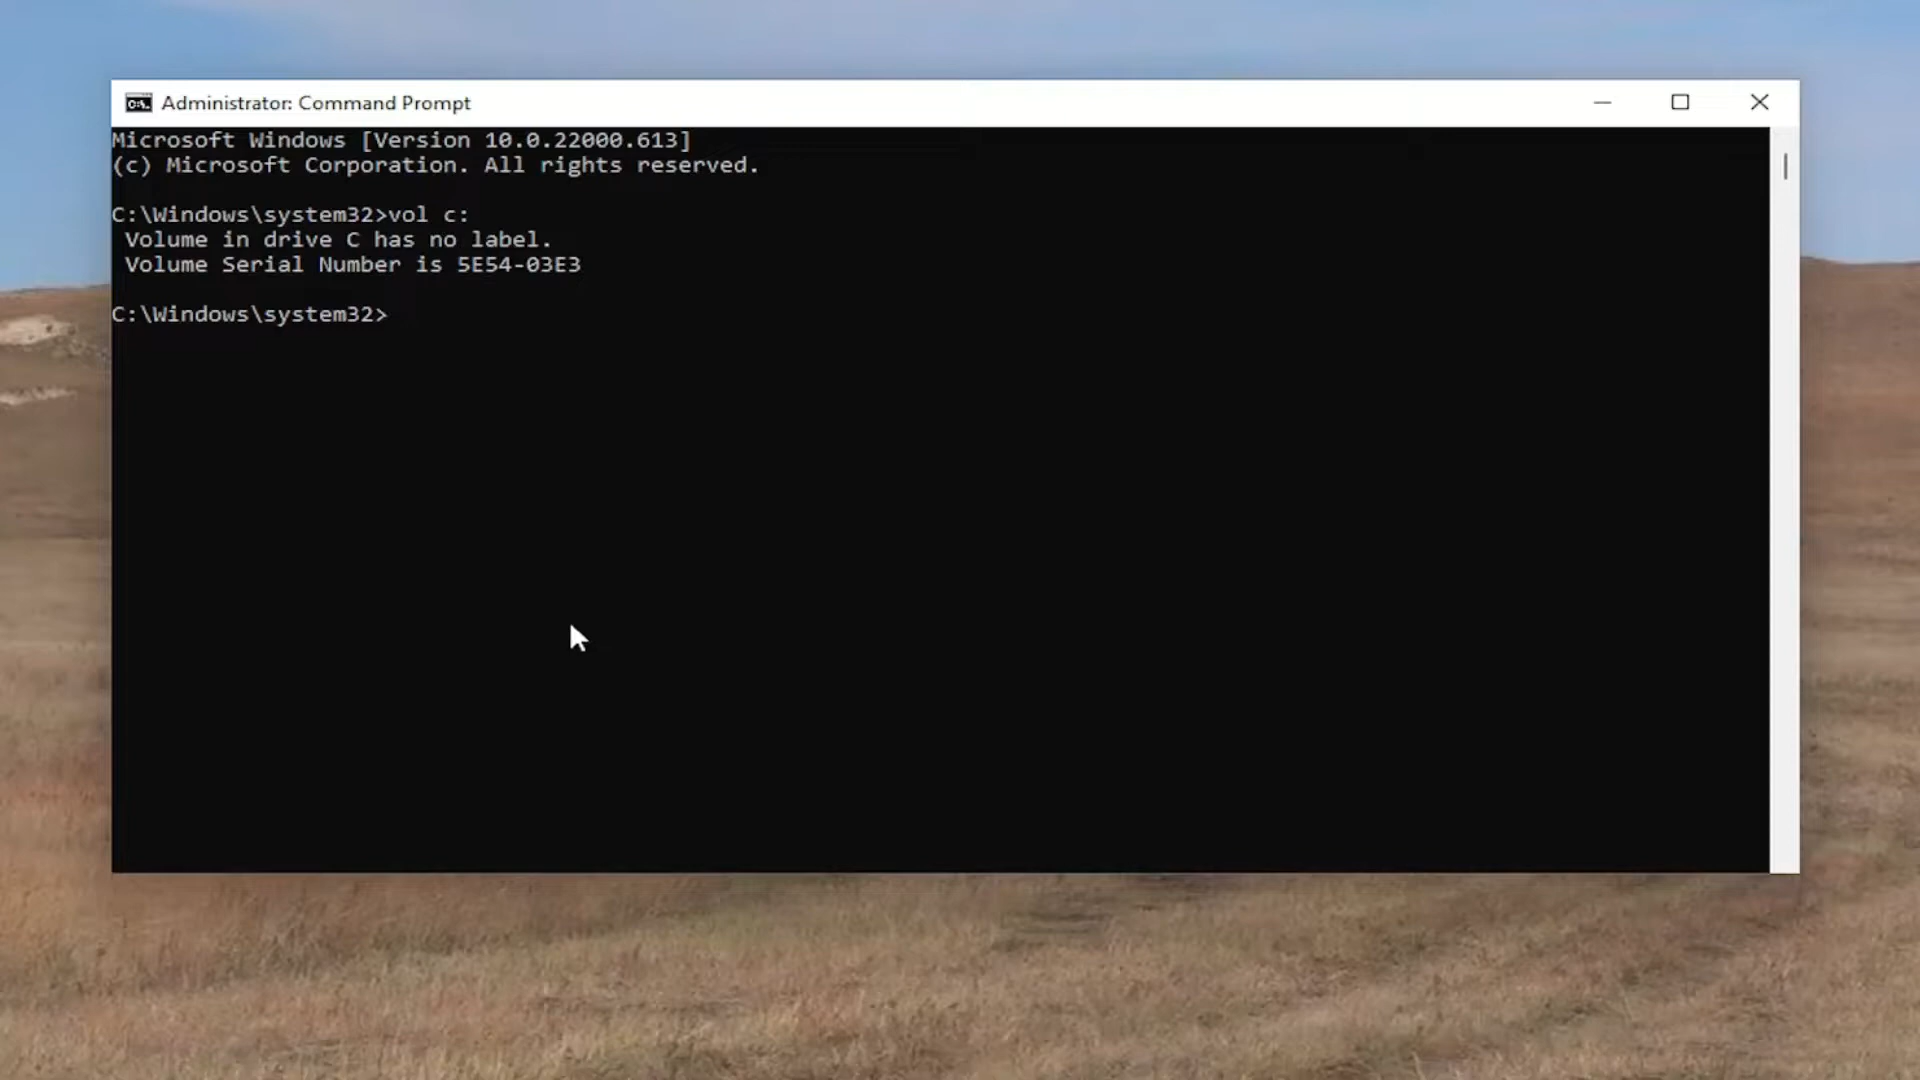 Administrator: Command Prompt
Microsoft Windows [Version 10.0.22000.613]
(c) Microsoft Corporation. All rights reserved.
C:\Windows\system32>vol c:
Volume in drive C has no label.
Volume Serial Number is 5E54-03E3
C:\Windows\system32>